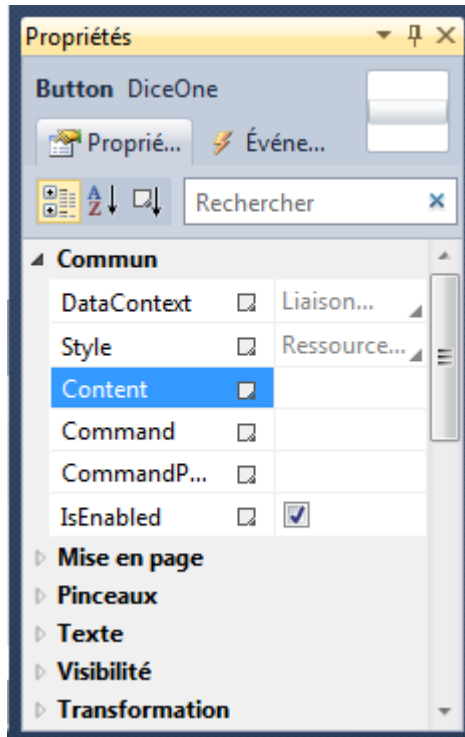 Propriétés
Button DiceOne
Proprié... Événe...
A Z Rechercher
Commun
DataContext Liaison...
Style Ressource...
Content
Command
CommandP...
IsEnabled
Mise en page
Pinceaux
Texte
Visibilité
Transformation